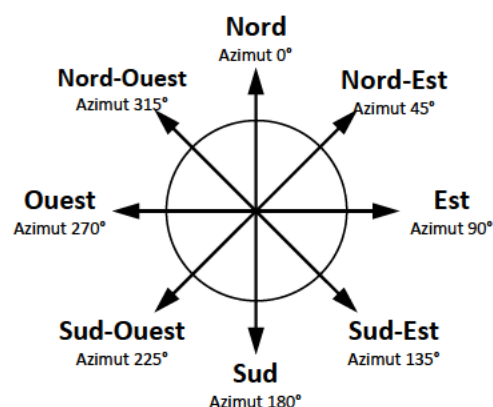 Nord
Azimut 0°
Nord-Ouest
Azimut 315°
Nord-Est
Azimut 45°
Ouest
Azimut 270°
Est
Azimut 90°
Sud-Ouest
Azimut 225°
Sud-Est
Azimut 135°
Sud
Azimut 180°